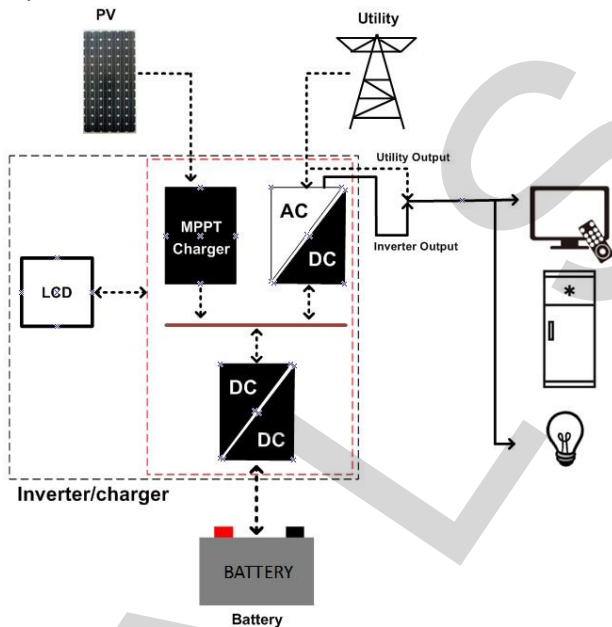 PV
Utility
Utility Output
MPPT
Charger
AC
DC
Inverter Output
LCD
DC
DC
Inverter/charger
BATTERY
Battery